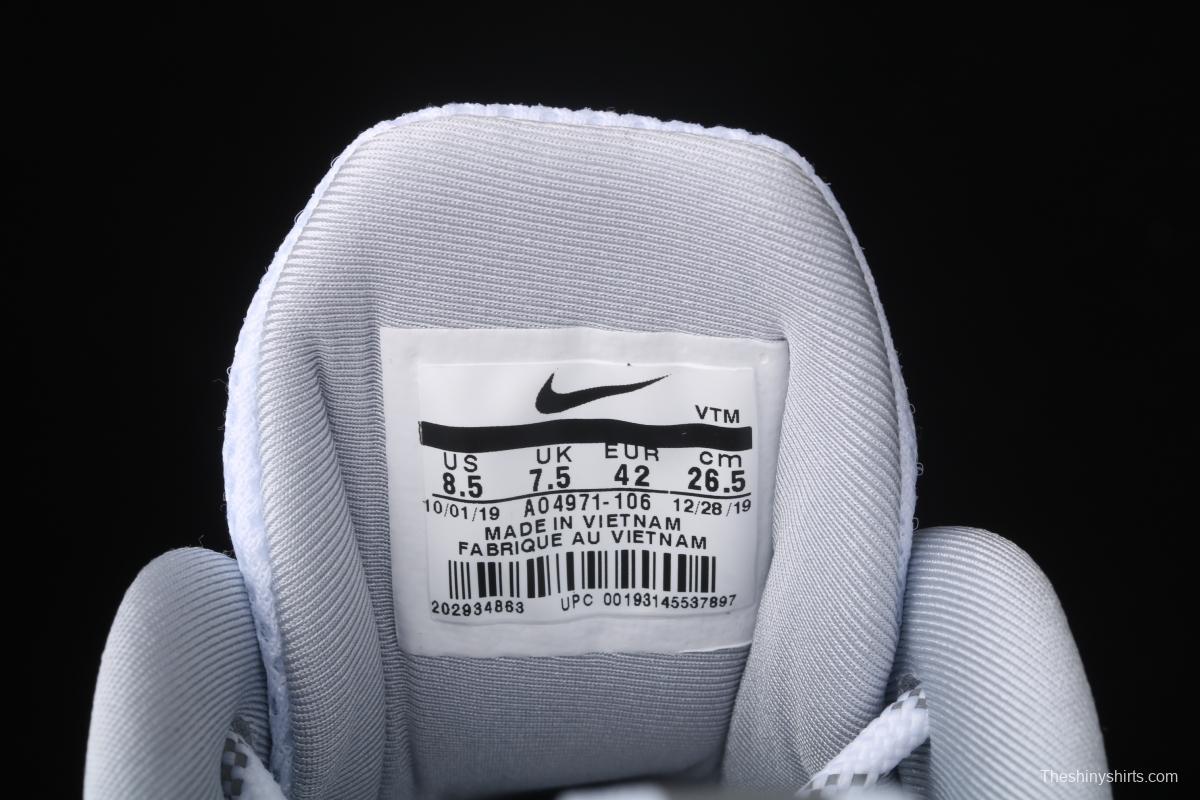 VTM
US UK EUR cm
8.5 7.5 42 26.5
10/01/19 AO4971-106 12/28/19
MADE IN VIETNAM
FABRIQUE AU VIETNAM
202934863 UPC 00193145537897
Theshinyshirts.com